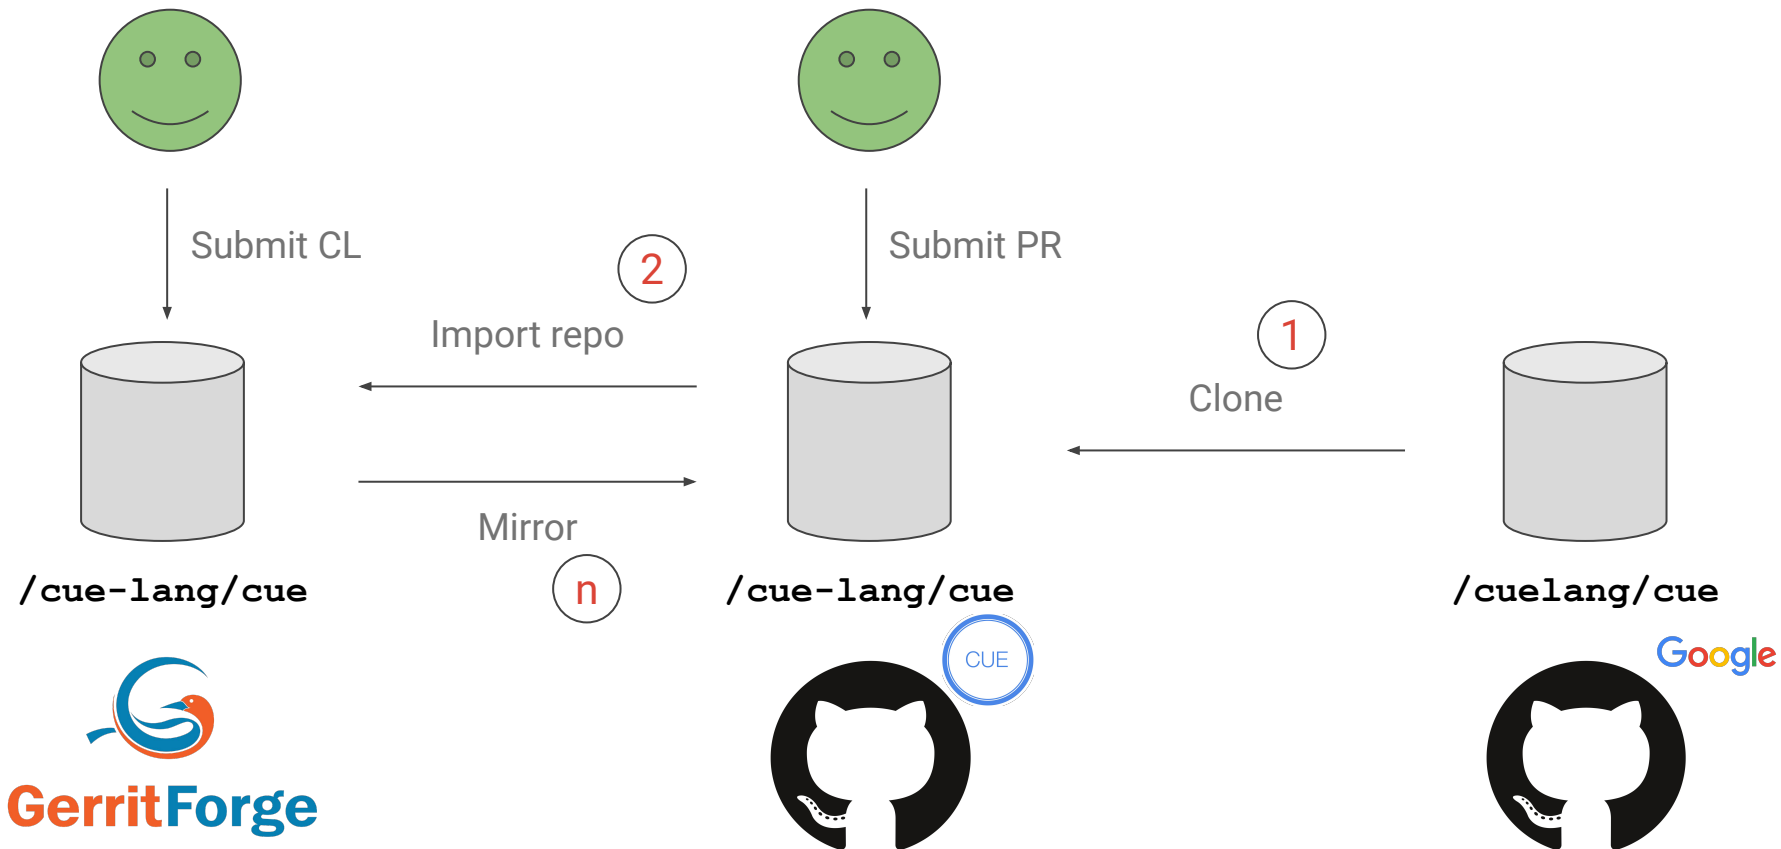 Submit CL
Submit PR
2
Import repo
1
Clone
Mirror
n
/cue-lang/cue
/cue-lang/cue
/cuelang/cue
CUE
Google
GerritForge